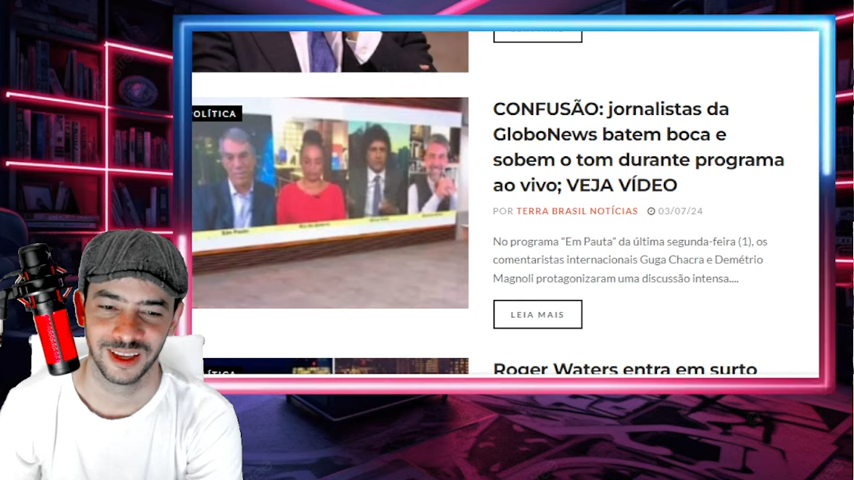 POLÍTICA
CONFUSÃO: jornalistas da
GloboNews batem boca e
sobem o tom durante programa
ao vivo; VEJA VÍDEO
POR TERRA BRASIL NOTÍCIAS 03/07/24
No programa "Em Pauta" da última segunda-feira (1), os
comentaristas internacionais Guga Chacra e Demétrio
Magnoli protagonizaram uma discussão intensa....
LEIA MAIS
Roger Waters entra em surto